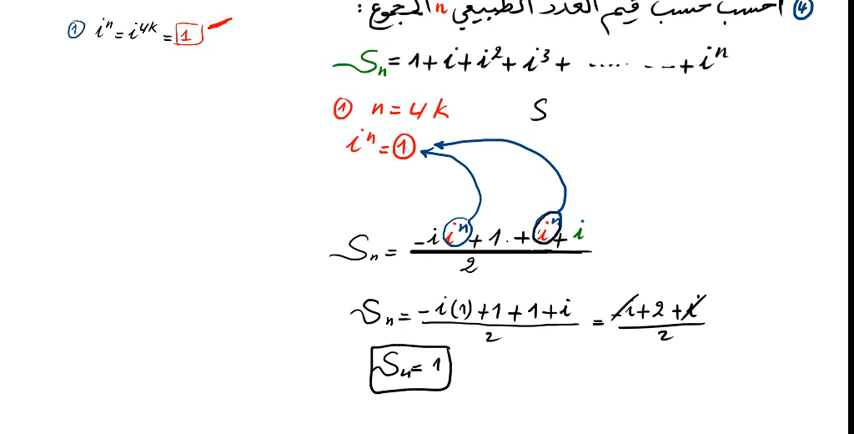 ④ احسب حسب قيم العدد الطبيعي n المجموع :
① iⁿ = i⁴ᵏ = 1
Sₙ = 1 + i + i² + i³ + ........ + iⁿ
① n = 4k S
iⁿ = ①
Sₙ = (-i iⁿ + 1 . + iⁿ + i) / 2
Sₙ = (-i(1) + 1 + 1 + i) / 2 = (-i + 2 + i) / 2
S₄ = 1